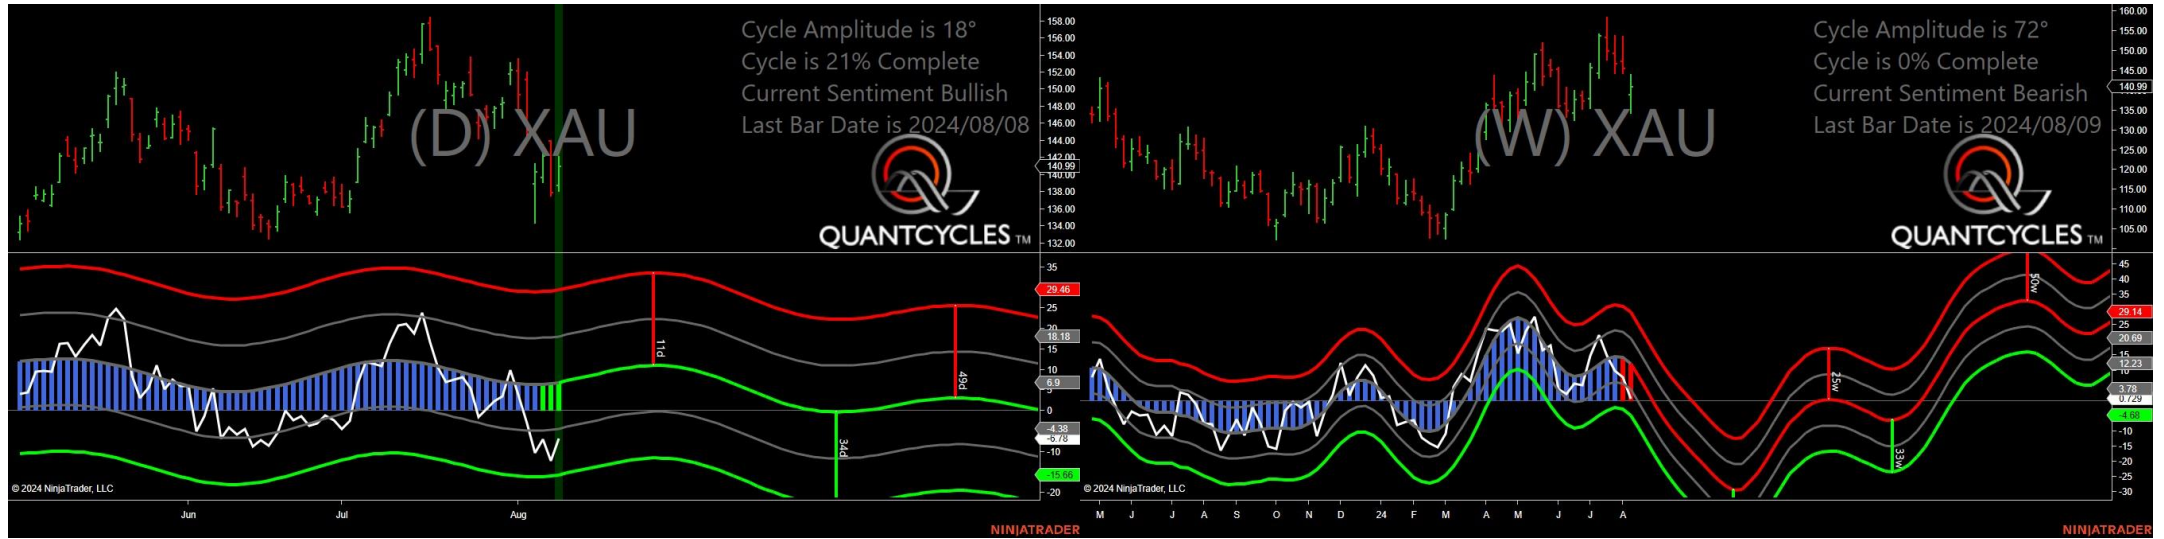 Cycle Amplitude is 18°
Cycle is 21% Complete
Current Sentiment Bullish
Last Bar Date is 2024/08/08
(D) XAU
QUANTCYCLES TM
158.00
156.00
154.00
152.00
150.00
148.00
146.00
144.00
142.00
140.99
140.00
138.00
136.00
134.00
132.00
35
29.46
25
20
18.18
15
10
6.9
5
0
-4.38
-6.78
-10
-15.66
-20
11d
34d
49d
© 2024 NinjaTrader, LLC
Jun
Jul
Aug
NINJATRADER
Cycle Amplitude is 72°
Cycle is 0% Complete
Current Sentiment Bearish
Last Bar Date is 2024/08/09
(W) XAU
QUANTCYCLES TM
160.00
155.00
150.00
145.00
140.99
135.00
130.00
125.00
120.00
115.00
110.00
105.00
45
40
35
29.14
25
20.69
15
12.23
10
3.78
0.729
-4.68
-10
-15
-20
-25
-30
25w
33w
50w
© 2024 NinjaTrader, LLC
M J J A S O N D 24 F M A M J J A
NINJATRADER